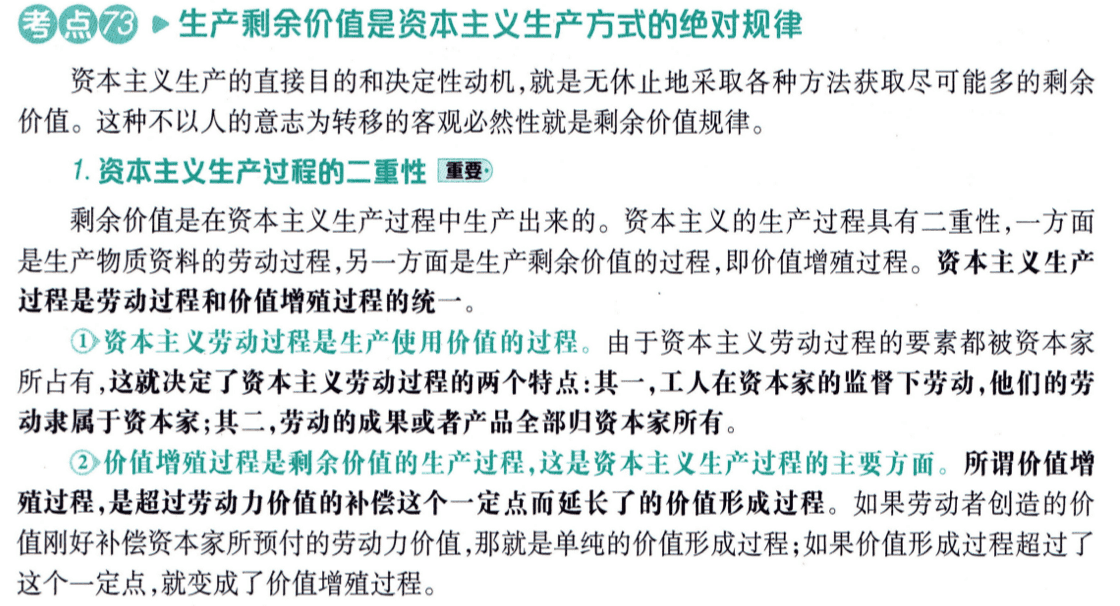 考点73 ▶ 生产剩余价值是资本主义生产方式的绝对规律
资本主义生产的直接目的和决定性动机,就是无休止地采取各种方法获取尽可能多的剩余
价值。这种不以人的意志为转移的客观必然性就是剩余价值规律。
1. 资本主义生产过程的二重性 重要
剩余价值是在资本主义生产过程中生产出来的。资本主义的生产过程具有二重性,一方面
是生产物质资料的劳动过程,另一方面是生产剩余价值的过程,即价值增殖过程。资本主义生产
过程是劳动过程和价值增殖过程的统一。
①资本主义劳动过程是生产使用价值的过程。由于资本主义劳动过程的要素都被资本家
所占有,这就决定了资本主义劳动过程的两个特点:其一,工人在资本家的监督下劳动,他们的劳
动隶属于资本家;其二,劳动的成果或者产品全部归资本家所有。
②价值增殖过程是剩余价值的生产过程,这是资本主义生产过程的主要方面。所谓价值增
殖过程,是超过劳动力价值的补偿这个一定点而延长了的价值形成过程。如果劳动者创造的价
值刚好补偿资本家所预付的劳动力价值,那就是单纯的价值形成过程;如果价值形成过程超过了
这个一定点,就变成了价值增殖过程。